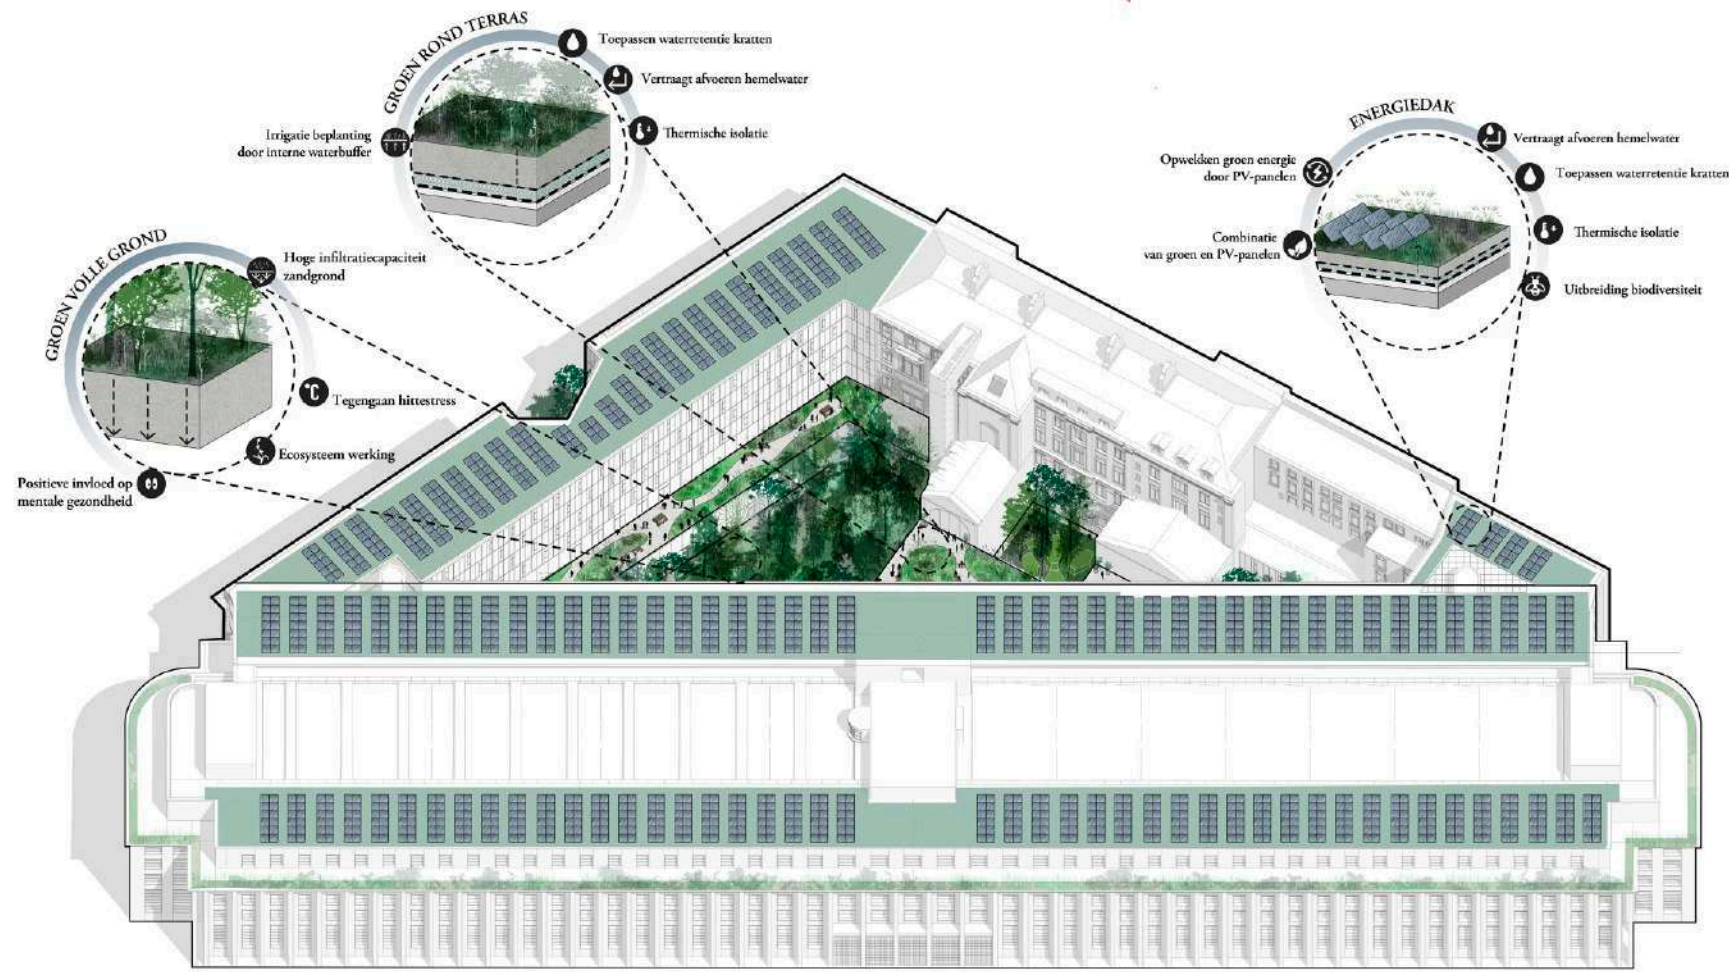 GROEN ROND TERRAS
Toepassen waterretentie kratten
Vertraagt afvoeren hemelwater
Thermische isolatie
Irrigatie beplanting
door interne waterbuffer
GROEN VOLLE GROND
Hoge infiltratiecapaciteit
zandgrond
°C
Tegengaan hittestress
Ecosysteem werking
Positieve invloed op
mentale gezondheid
ENERGIEDAK
Vertraagt afvoeren hemelwater
Opwekken groen energie
door PV-panelen
Toepassen waterretentie kratten
Combinatie
van groen en PV-panelen
Thermische isolatie
Uitbreiding biodiversiteit